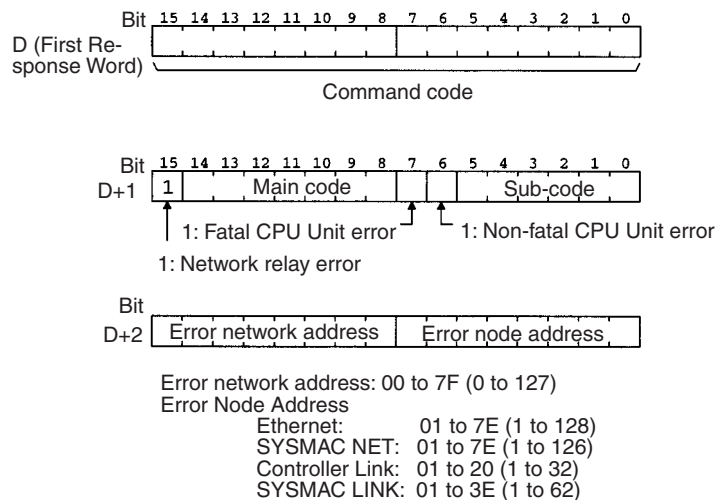 Bit 15 14 13 12 11 10 9 8 7 6 5 4 3 2 1 0
D (First Re-
sponse Word)
Command code
Bit 15 14 13 12 11 10 9 8 7 6 5 4 3 2 1 0
D+1 1 Main code Sub-code
1: Fatal CPU Unit error 1: Non-fatal CPU Unit error
1: Network relay error
Bit
D+2 Error network address Error node address
Error network address: 00 to 7F (0 to 127)
Error Node Address
Ethernet: 01 to 7E (1 to 128)
SYSMAC NET: 01 to 7E (1 to 126)
Controller Link: 01 to 20 (1 to 32)
SYSMAC LINK: 01 to 3E (1 to 62)